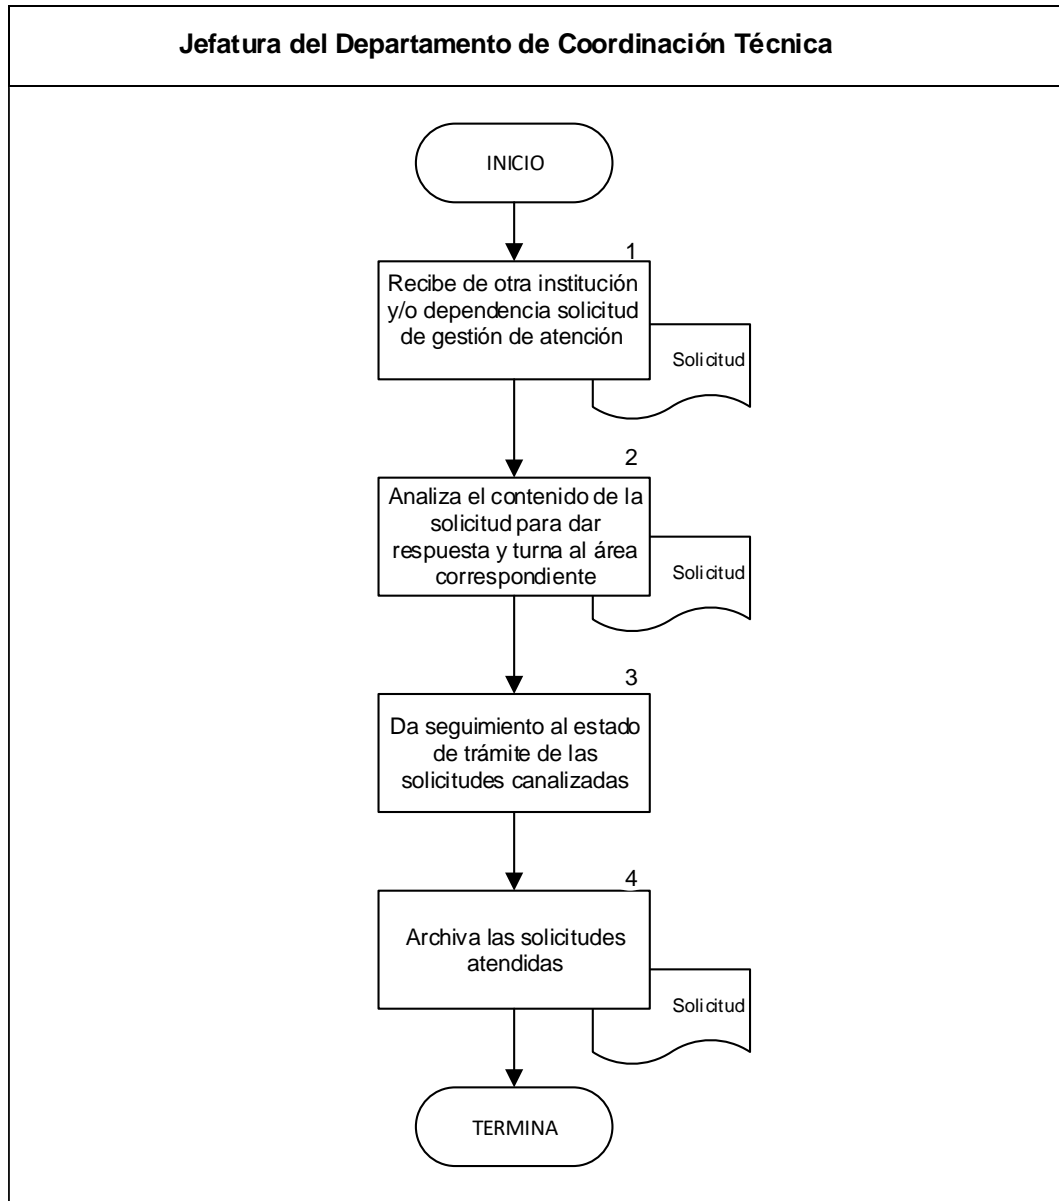 Jefatura del Departamento de Coordinación Técnica
INICIO
1
Recibe de otra institución
y/o dependencia solicitud
de gestión de atención
Solicitud
2
Analiza el contenido de la
solicitud para dar
respuesta y turna al área
correspondiente
Solicitud
3
Da seguimiento al estado
de trámite de las
solicitudes canalizadas
4
Archiva las solicitudes
atendidas
Solicitud
TERMINA